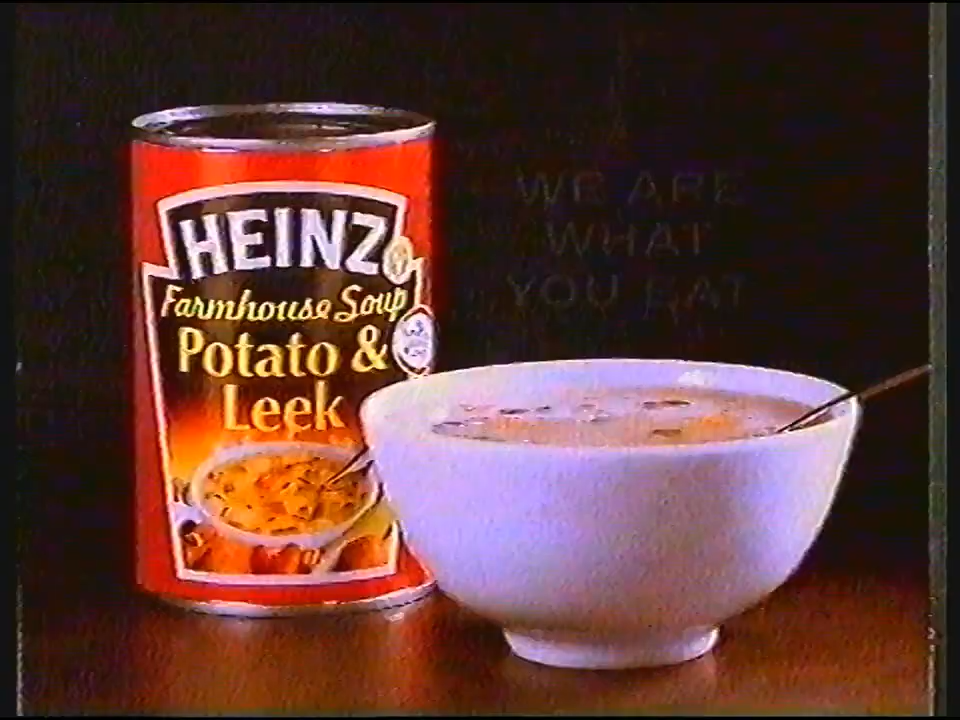 HEINZ
Farmhouse Soup
Potato &
Leek
WE ARE
WHAT
YOU EAT